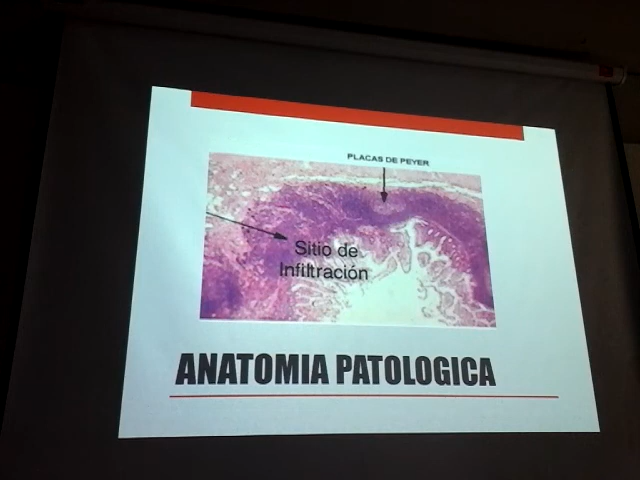 PLACAS DE PEYER
Sitio de
Infiltración
ANATOMIA PATOLOGICA